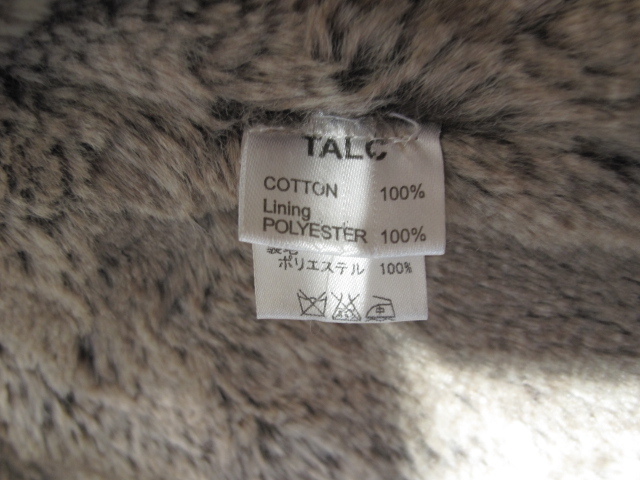 TALC
COTTON 100%
Lining
POLYESTER 100%
ポリエステル 100%